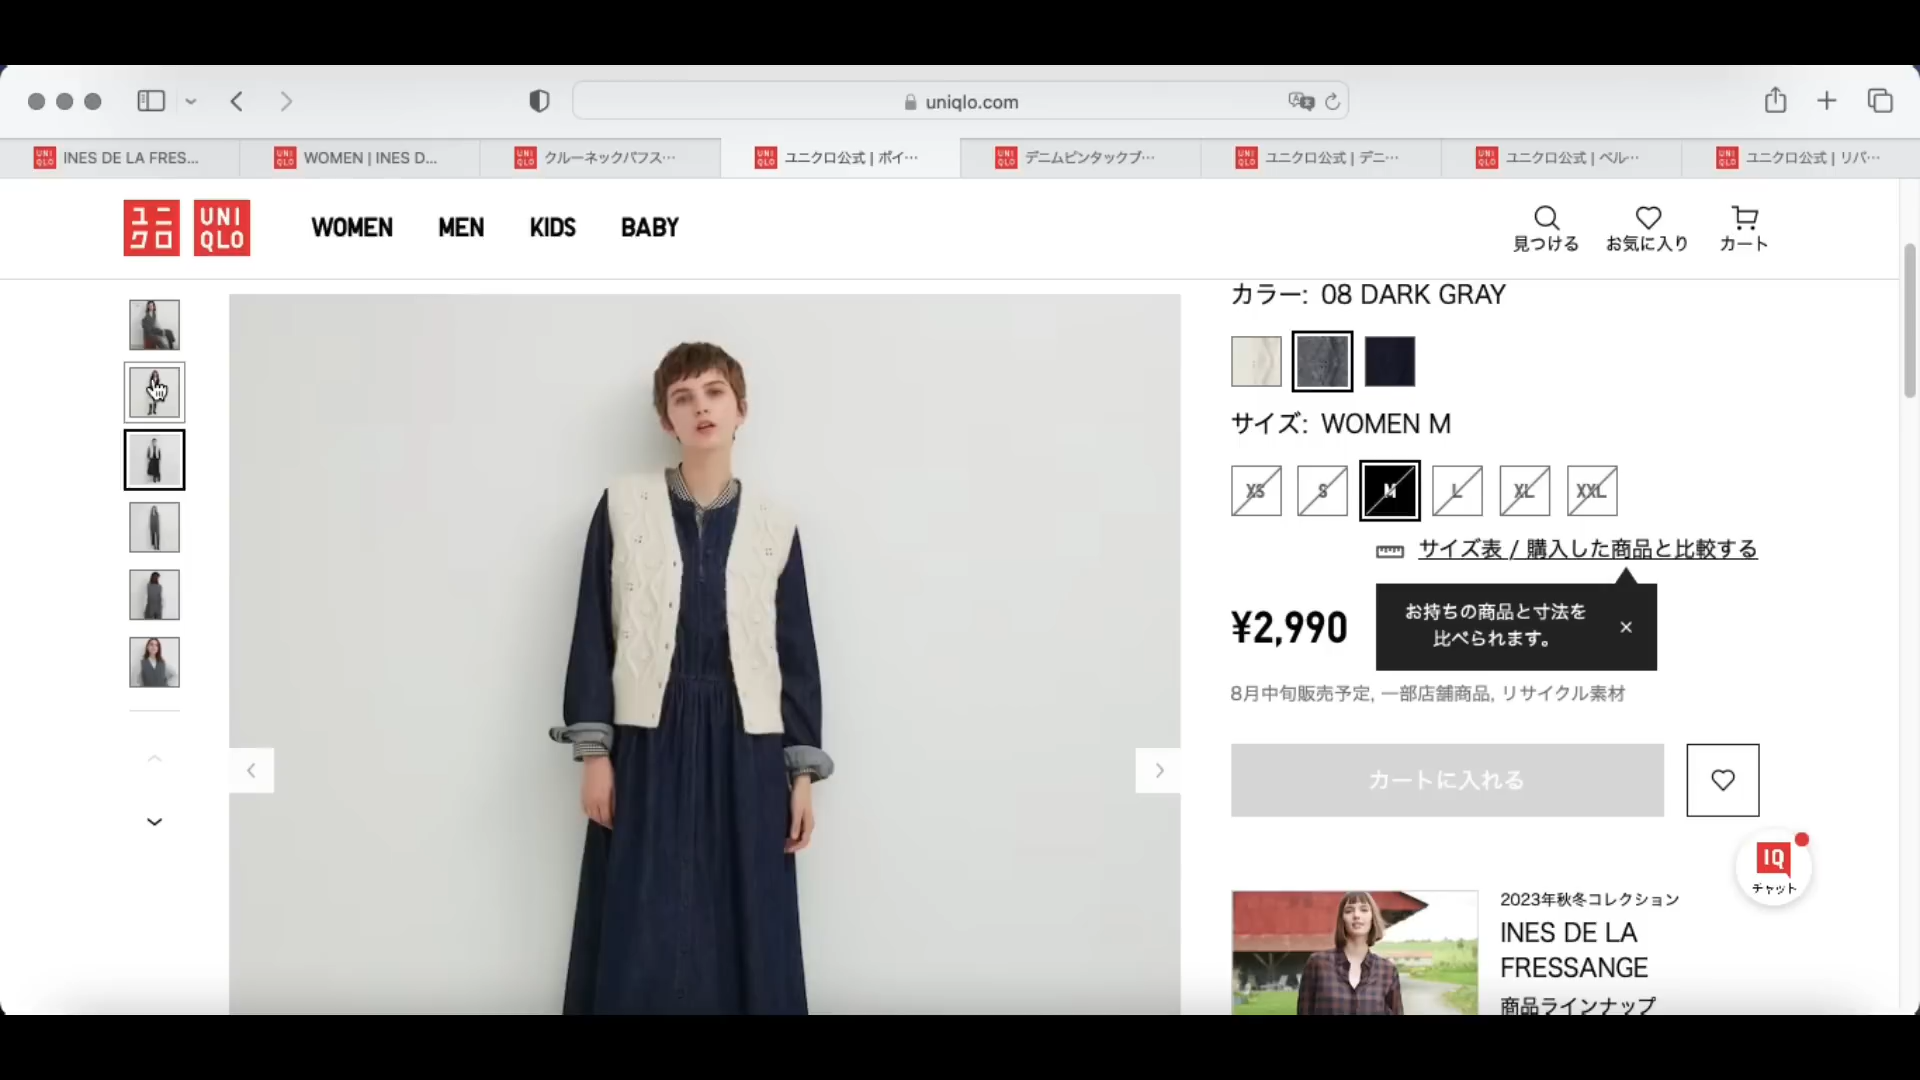 uniqlo.com
INES DE LA FRES...
WOMEN | INES D...
クルーネックパフス…
ユニクロ公式 | ポイ…
デニムピンタックブ…
ユニクロ公式 | デニ…
ユニクロ公式 | ベル…
ユニクロ公式 | リバ…
ユニクロ
UNIQLO
WOMEN
MEN
KIDS
BABY
見つける
お気に入り
カート
カラー: 08 DARK GRAY
サイズ: WOMEN M
XS
S
M
L
XL
XXL
サイズ表 / 購入した商品と比較する
¥2,990
お持ちの商品と寸法を
比べられます。
8月中旬販売予定, 一部店舗商品, リサイクル素材
カートに入れる
IQ
チャット
2023年秋冬コレクション
INES DE LA
FRESSANGE
商品ラインナップ